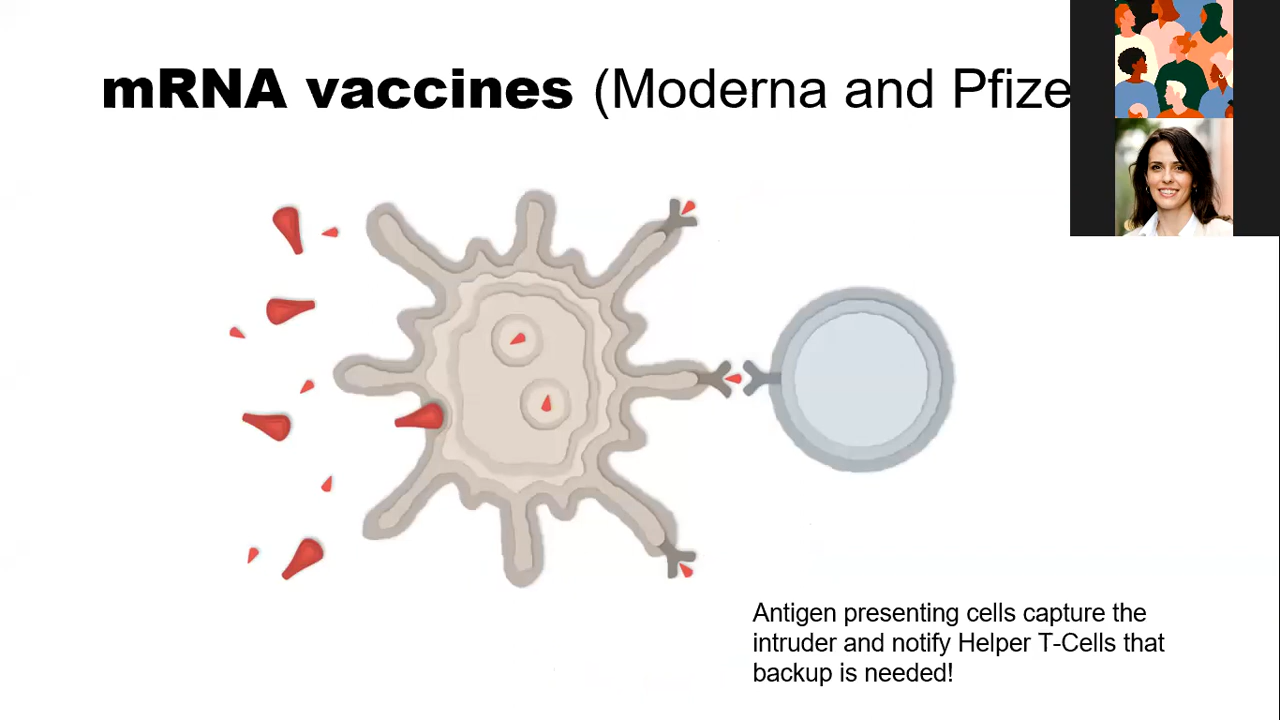 mRNA vaccines (Moderna and Pfize
Antigen presenting cells capture the
intruder and notify Helper T-Cells that
backup is needed!